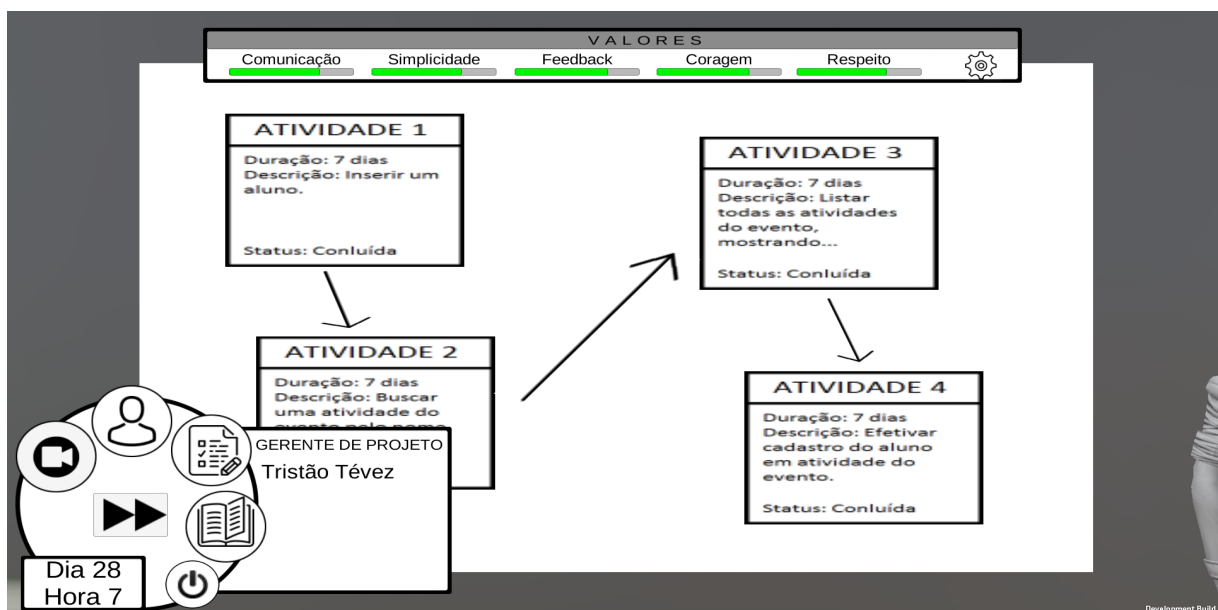 VALORES
Comunicação Simplicidade Feedback Coragem Respeito
ATIVIDADE 1
Duração: 7 dias
Descrição: Inserir um
aluno.
Status: Conluída
ATIVIDADE 2
Duração: 7 dias
Descrição: Buscar
uma atividade do
evento pelo nome
ATIVIDADE 3
Duração: 7 dias
Descrição: Listar
todas as atividades
do evento,
mostrando...
Status: Conluída
ATIVIDADE 4
Duração: 7 dias
Descrição: Efetivar
cadastro do aluno
em atividade do
evento.
Status: Conluída
GERENTE DE PROJETO
Tristão Tévez
Dia 28
Hora 7
Development Build